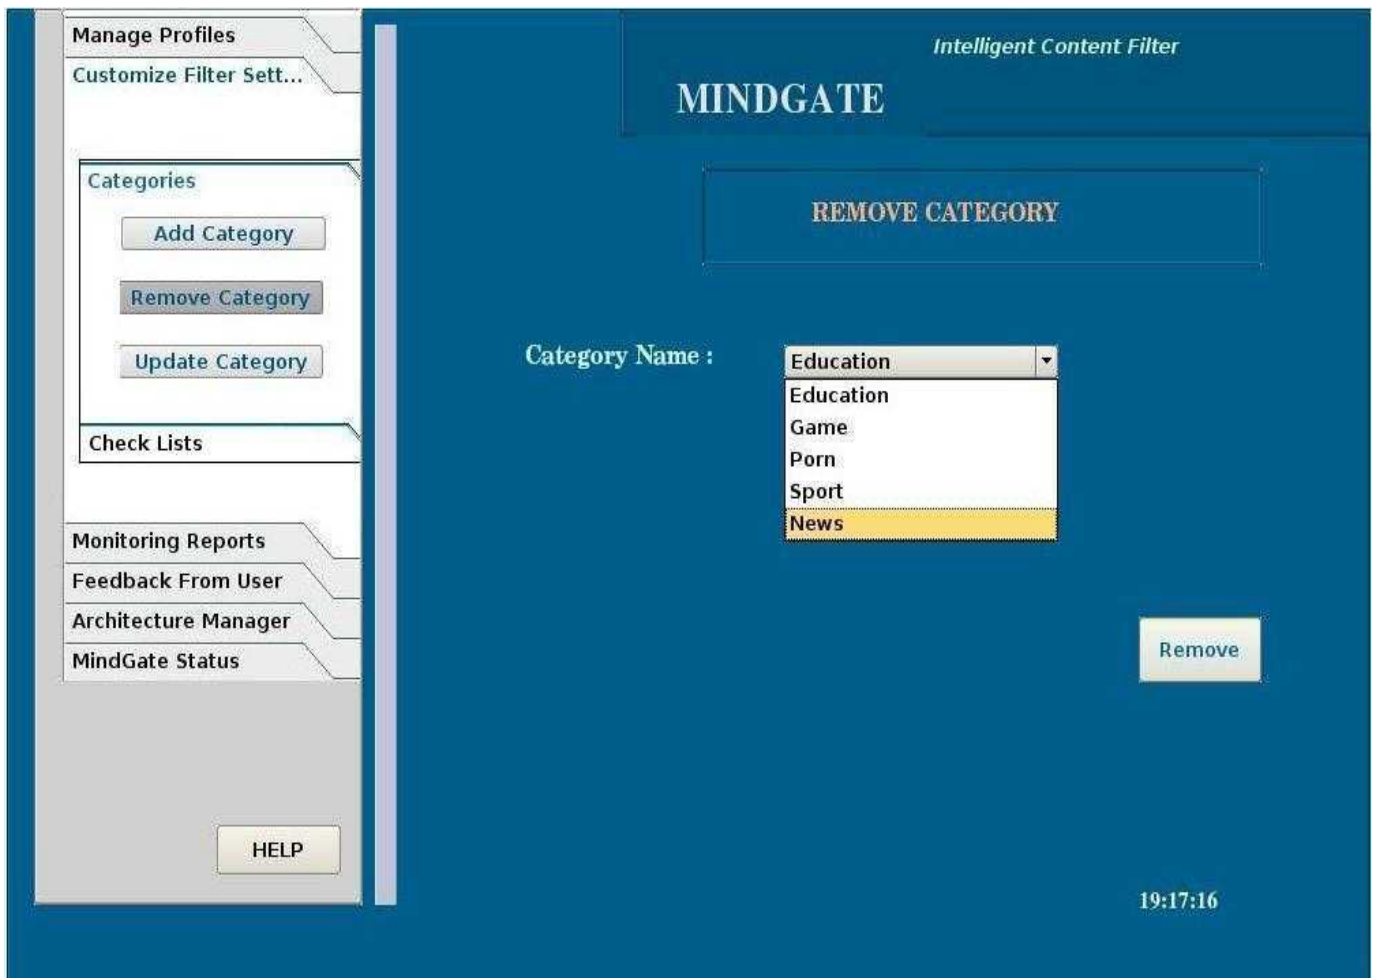 Manage Profiles
Customize Filter Sett...
Categories
Add Category
Remove Category
Update Category
Check Lists
Monitoring Reports
Feedback From User
Architecture Manager
MindGate Status
HELP
Intelligent Content Filter
MINDGATE
REMOVE CATEGORY
Category Name :
Education
Education
Game
Porn
Sport
News
Remove
19:17:16